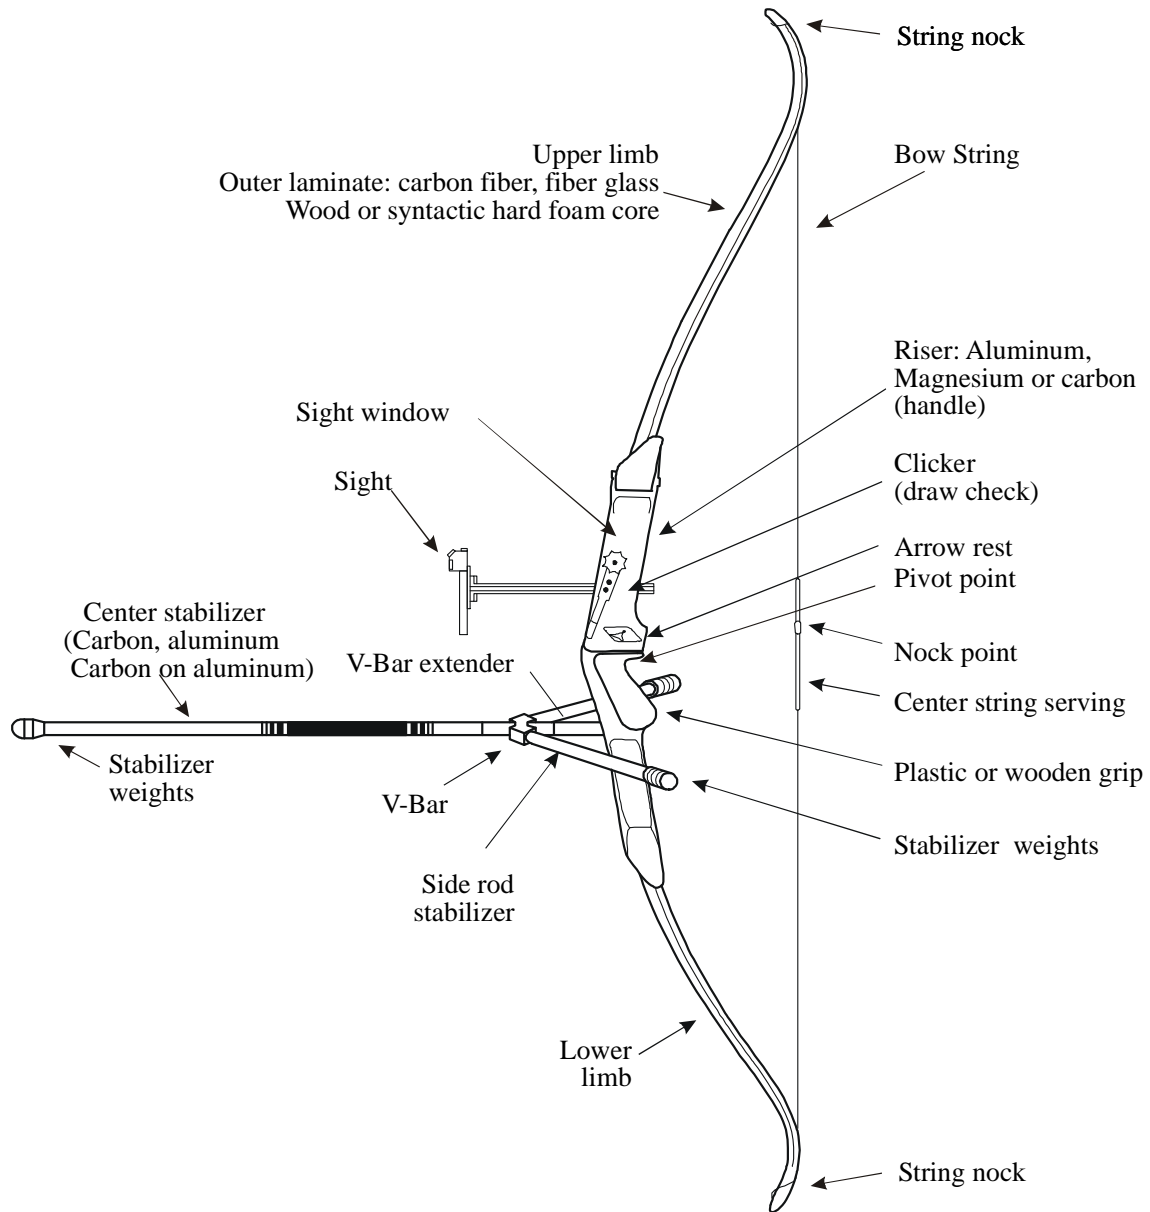 String nock
Upper limb
Outer laminate: carbon fiber, fiber glass
Wood or syntactic hard foam core
Bow String
Riser: Aluminum,
Magnesium or carbon
(handle)
Sight window
Clicker
(draw check)
Sight
Arrow rest
Pivot point
Center stabilizer
(Carbon, aluminum
Carbon on aluminum)
V-Bar extender
Nock point
Center string serving
Stabilizer
weights
V-Bar
Plastic or wooden grip
Stabilizer weights
Side rod
stabilizer
Lower
limb
String nock